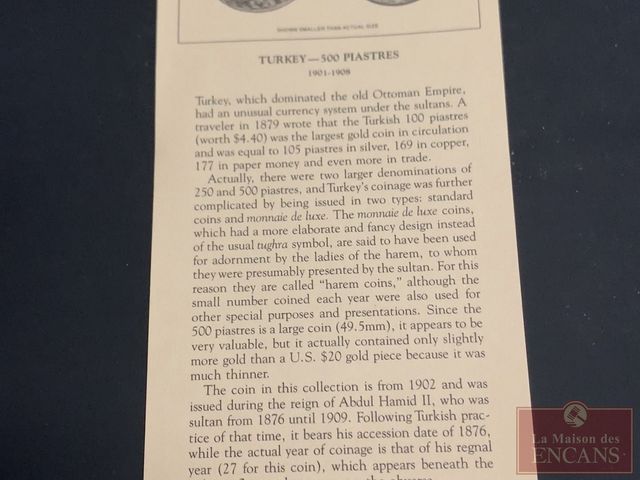 SHOWN SMALLER THAN ACTUAL SIZE
TURKEY—500 PIASTRES
1901-1908
Turkey, which dominated the old Ottoman Empire,
had an unusual currency system under the sultans. A
traveler in 1879 wrote that the Turkish 100 piastres
(worth $4.40) was the largest gold coin in circulation
and was equal to 105 piastres in silver, 169 in copper,
177 in paper money and even more in trade.
Actually, there were two larger denominations of
250 and 500 piastres, and Turkey's coinage was further
complicated by being issued in two types: standard
coins and monnaie de luxe. The monnaie de luxe coins,
which had a more elaborate and fancy design instead
of the usual tughra symbol, are said to have been used
for adornment by the ladies of the harem, to whom
they were presumably presented by the sultan. For this
reason they are called "harem coins," although the
small number coined each year were also used for
other special purposes and presentations. Since the
500 piastres is a large coin (49.5mm), it appears to be
very valuable, but it actually contained only slightly
more gold than a U.S. $20 gold piece because it was
much thinner.
The coin in this collection is from 1902 and was
issued during the reign of Abdul Hamid II, who was
sultan from 1876 until 1909. Following Turkish prac-
tice of that time, it bears his accession date of 1876,
while the actual year of coinage is that of his regnal
year (27 for this coin), which appears beneath the
La Maison des
ENCANS